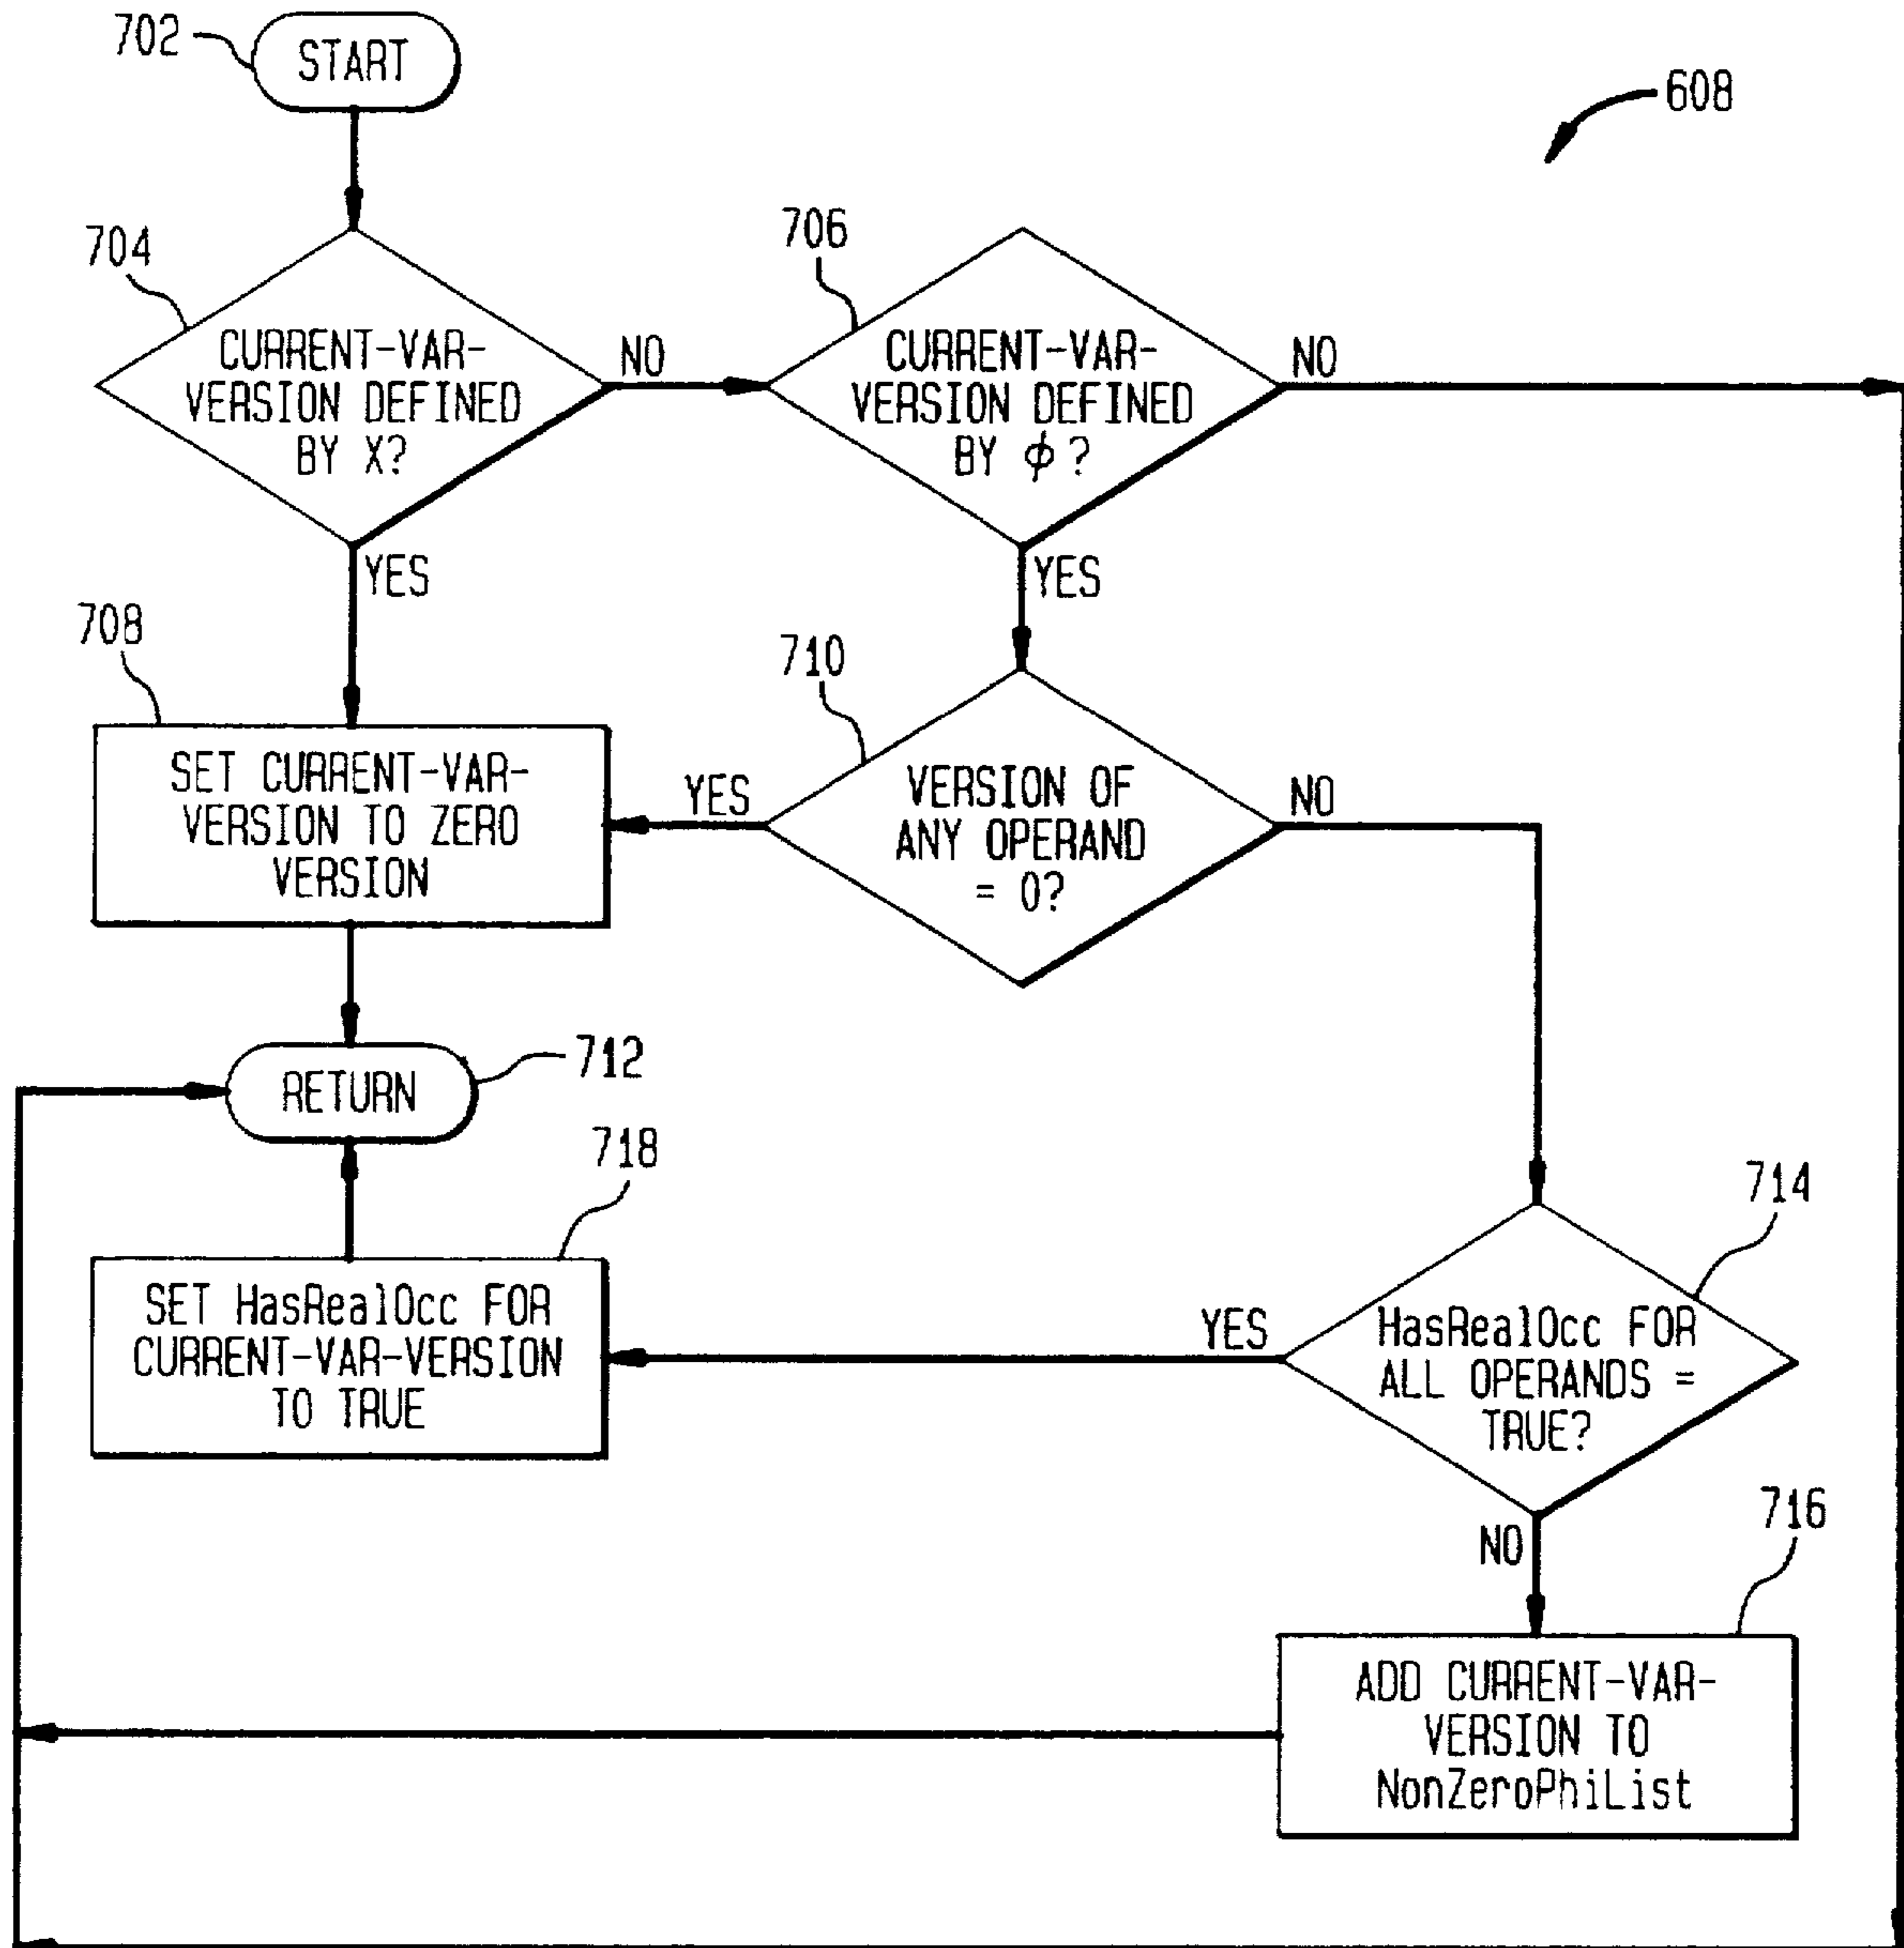 702
START
608
704
CURRENT-VAR-
VERSION DEFINED
BY X?
NO
YES
706
CURRENT-VAR-
VERSION DEFINED
BY ϕ?
NO
YES
708
SET CURRENT-VAR-
VERSION TO ZERO
VERSION
710
VERSION OF
ANY OPERAND
= 0?
YES
NO
712
RETURN
714
HasRealOcc FOR
ALL OPERANDS =
TRUE?
YES
NO
718
SET HasRealOcc FOR
CURRENT-VAR-VERSION
TO TRUE
716
ADD CURRENT-VAR-
VERSION TO
NonZeroPhiList